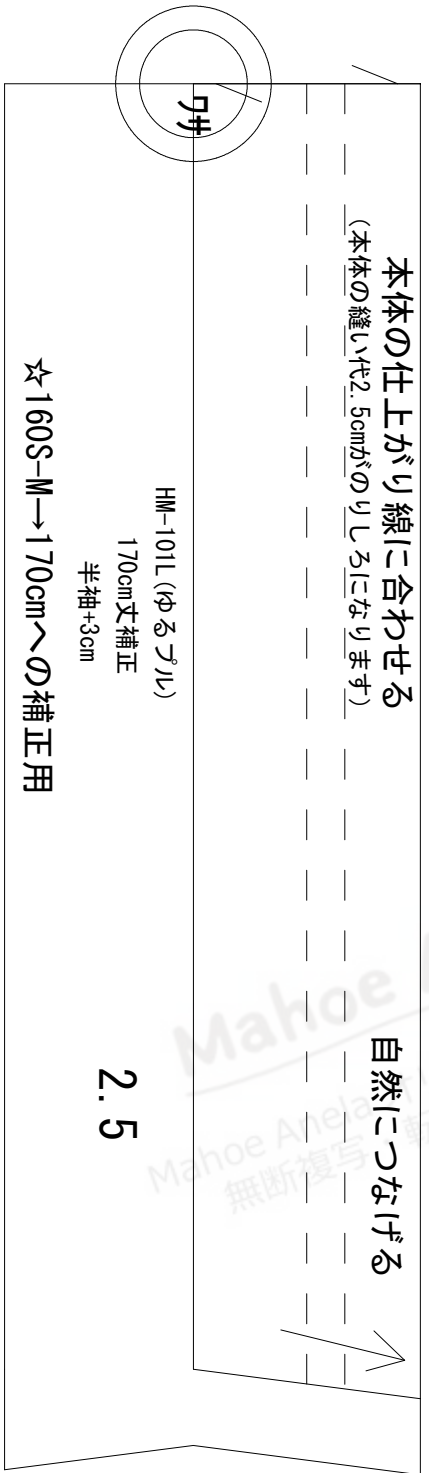 ワサ
本体の仕上がり線に合わせる
(本体の縫い代2.5cmがのりしろになります)
自然につなげる
HM-101L(ゆるプル)
170cm丈補正
半袖+3cm
2.5
☆160S-M→170cmへの補正用
Mahoe
Mahoe Anela
無断複写